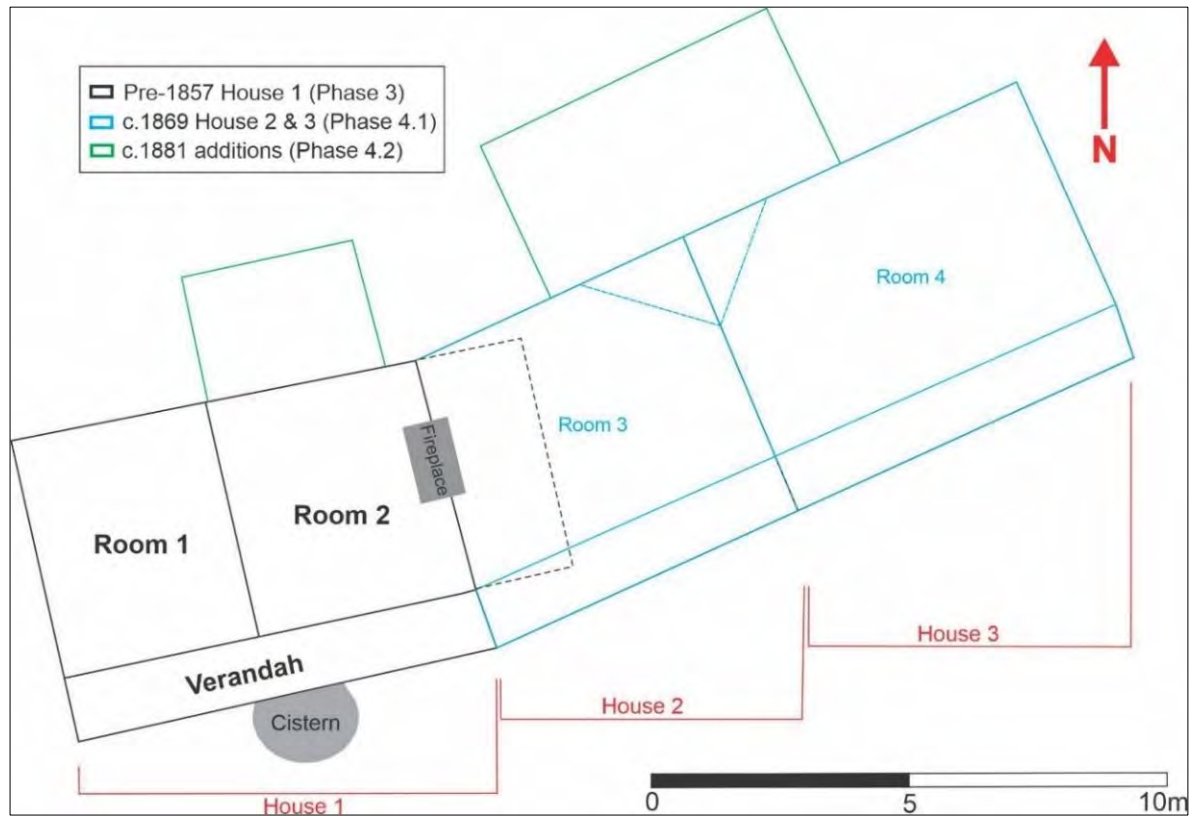 Pre-1857 House 1 (Phase 3)
c.1869 House 2 & 3 (Phase 4.1)
c.1881 additions (Phase 4.2)
N
Room 4
Room 3
Fireplace
Room 2
Room 1
Verandah
Cistern
House 3
House 2
House 1
0 5 10m